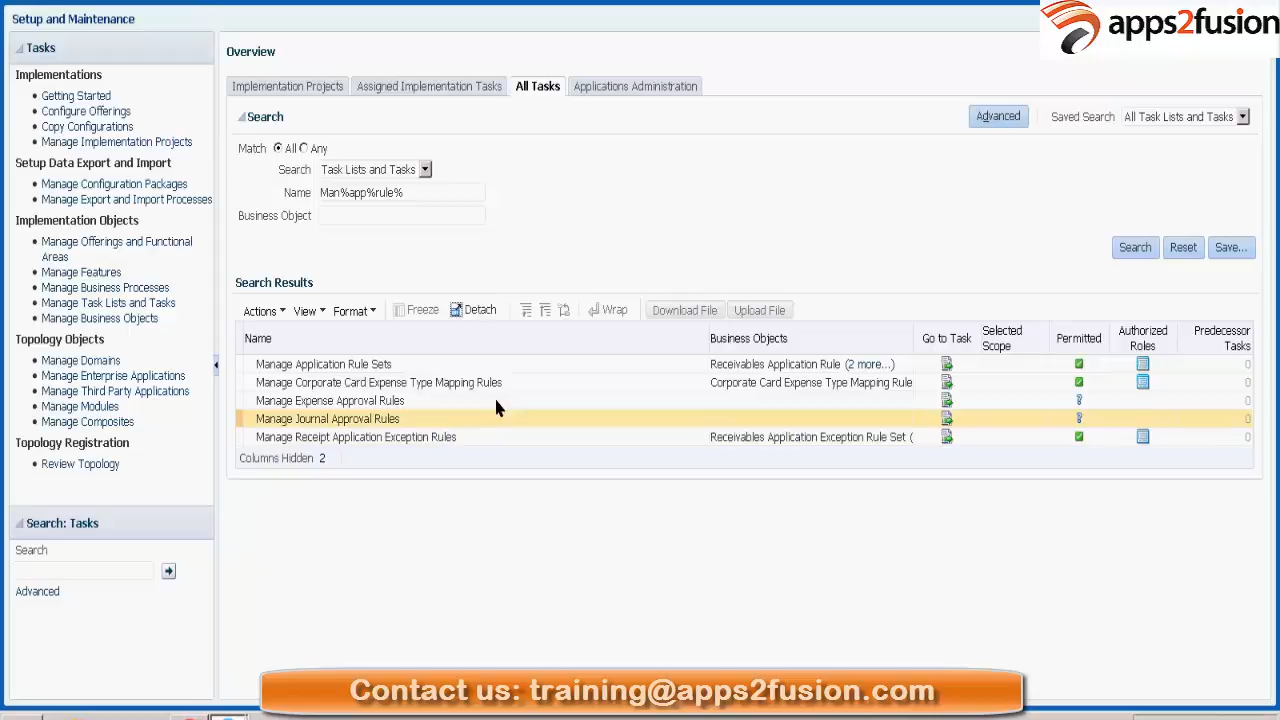 Setup and Maintenance
apps2fusion
Tasks
Implementations
Getting Started
Configure Offerings
Copy Configurations
Manage Implementation Projects
Setup Data Export and Import
Manage Configuration Packages
Manage Export and Import Processes
Implementation Objects
Manage Offerings and Functional
Areas
Manage Features
Manage Business Processes
Manage Task Lists and Tasks
Manage Business Objects
Topology Objects
Manage Domains
Manage Enterprise Applications
Manage Third Party Applications
Manage Modules
Manage Composites
Topology Registration
Review Topology
Search: Tasks
Search
Advanced
Overview
Implementation Projects Assigned Implementation Tasks All Tasks Applications Administration
Search Advanced Saved Search All Task Lists and Tasks
Match All Any
Search Task Lists and Tasks
Name Man%app%rule%
Business Object
Search Reset Save...
Search Results
Actions View Format Freeze Detach Wrap Download File Upload File
Name Business Objects Go to Task Selected Scope Permitted Authorized Roles Predecessor Tasks
Manage Application Rule Sets Receivables Application Rule (2 more...) 0
Manage Corporate Card Expense Type Mapping Rules Corporate Card Expense Type Mapping Rule 0
Manage Expense Approval Rules ? 0
Manage Journal Approval Rules ? 0
Manage Receipt Application Exception Rules Receivables Application Exception Rule Set ( 0
Columns Hidden 2
Contact us: training@apps2fusion.com